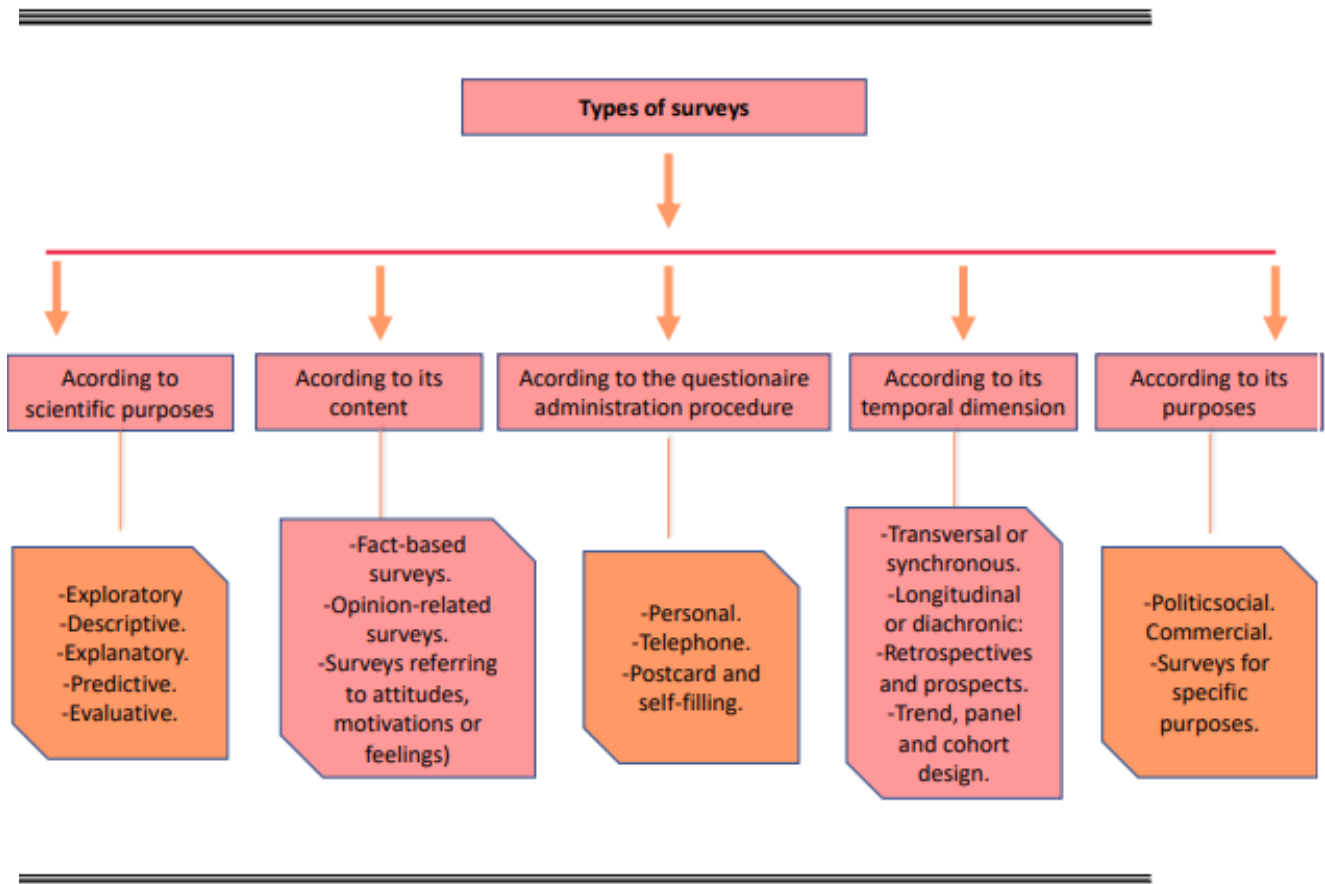 Types of surveys
Acording to
scientific purposes
Acording to its
content
Acording to the questionaire
administration procedure
According to its
temporal dimension
According to its
purposes
-Exploratory
-Descriptive.
-Explanatory.
-Predictive.
-Evaluative.
-Fact-based
surveys.
-Opinion-related
surveys.
-Surveys referring
to attitudes,
motivations or
feelings)
-Personal.
-Telephone.
-Postcard and
self-filling.
-Transversal or
synchronous.
-Longitudinal
or diachronic:
-Retrospectives
and prospects.
-Trend, panel
and cohort
design.
-Politicsocial.
Commercial.
-Surveys for
specific
purposes.